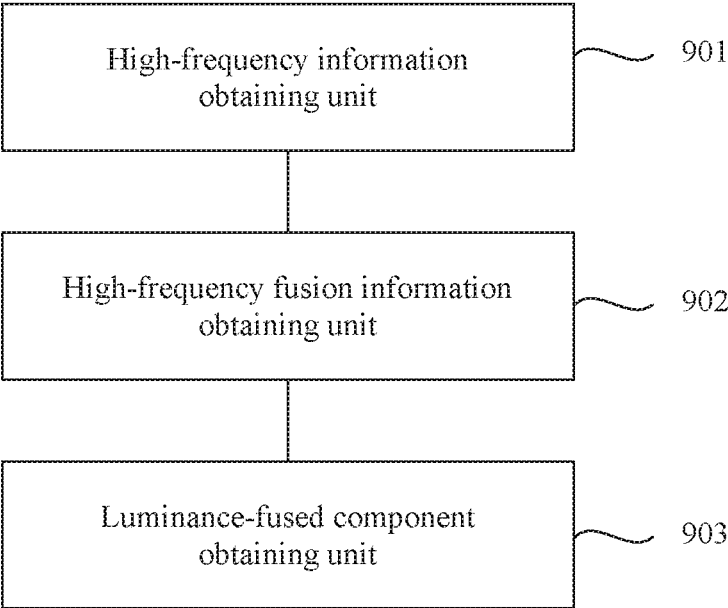 High-frequency information
obtaining unit
901
High-frequency fusion information
obtaining unit
902
Luminance-fused component
obtaining unit
903